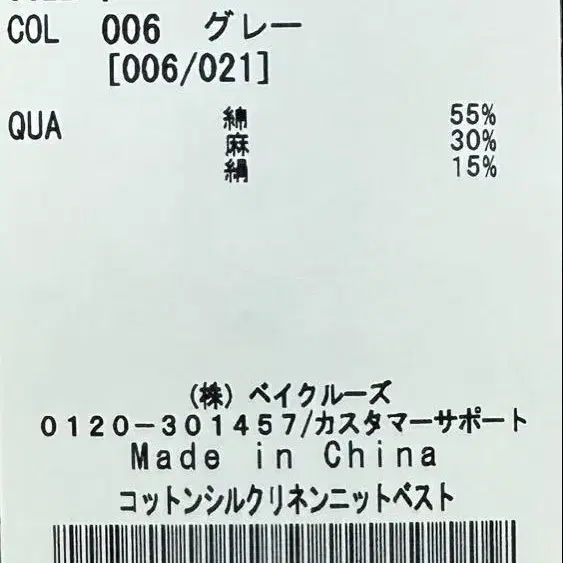 COL 006 グレー
[006/021]
QUA 綿 55%
麻 30%
絹 15%
(株) ベイクルーズ
0120-301457/カスタマーサポート
Made in China
コットンシルクリネンニットベスト